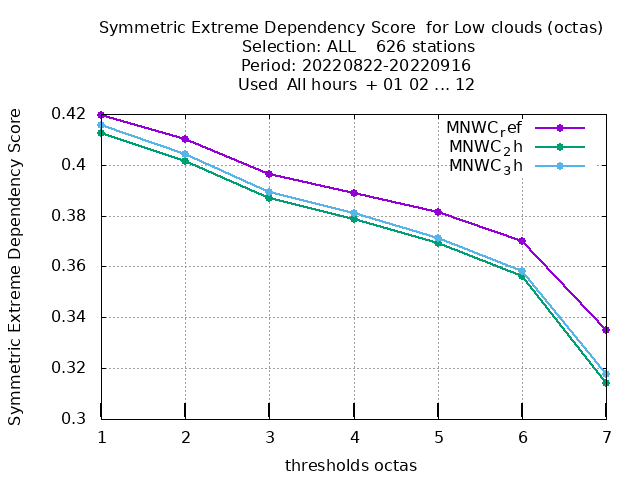 Symmetric Extreme Dependency Score  for Low clouds (octas)
Selection: ALL    626 stations
Period: 20220822-20220916
Used  All hours  + 01 02 ... 12
Symmetric Extreme Dependency Score
0.42
0.4
0.38
0.36
0.34
0.32
0.3
MNWC_ref
MNWC_2h
MNWC_3h
1 2 3 4 5 6 7
thresholds octas